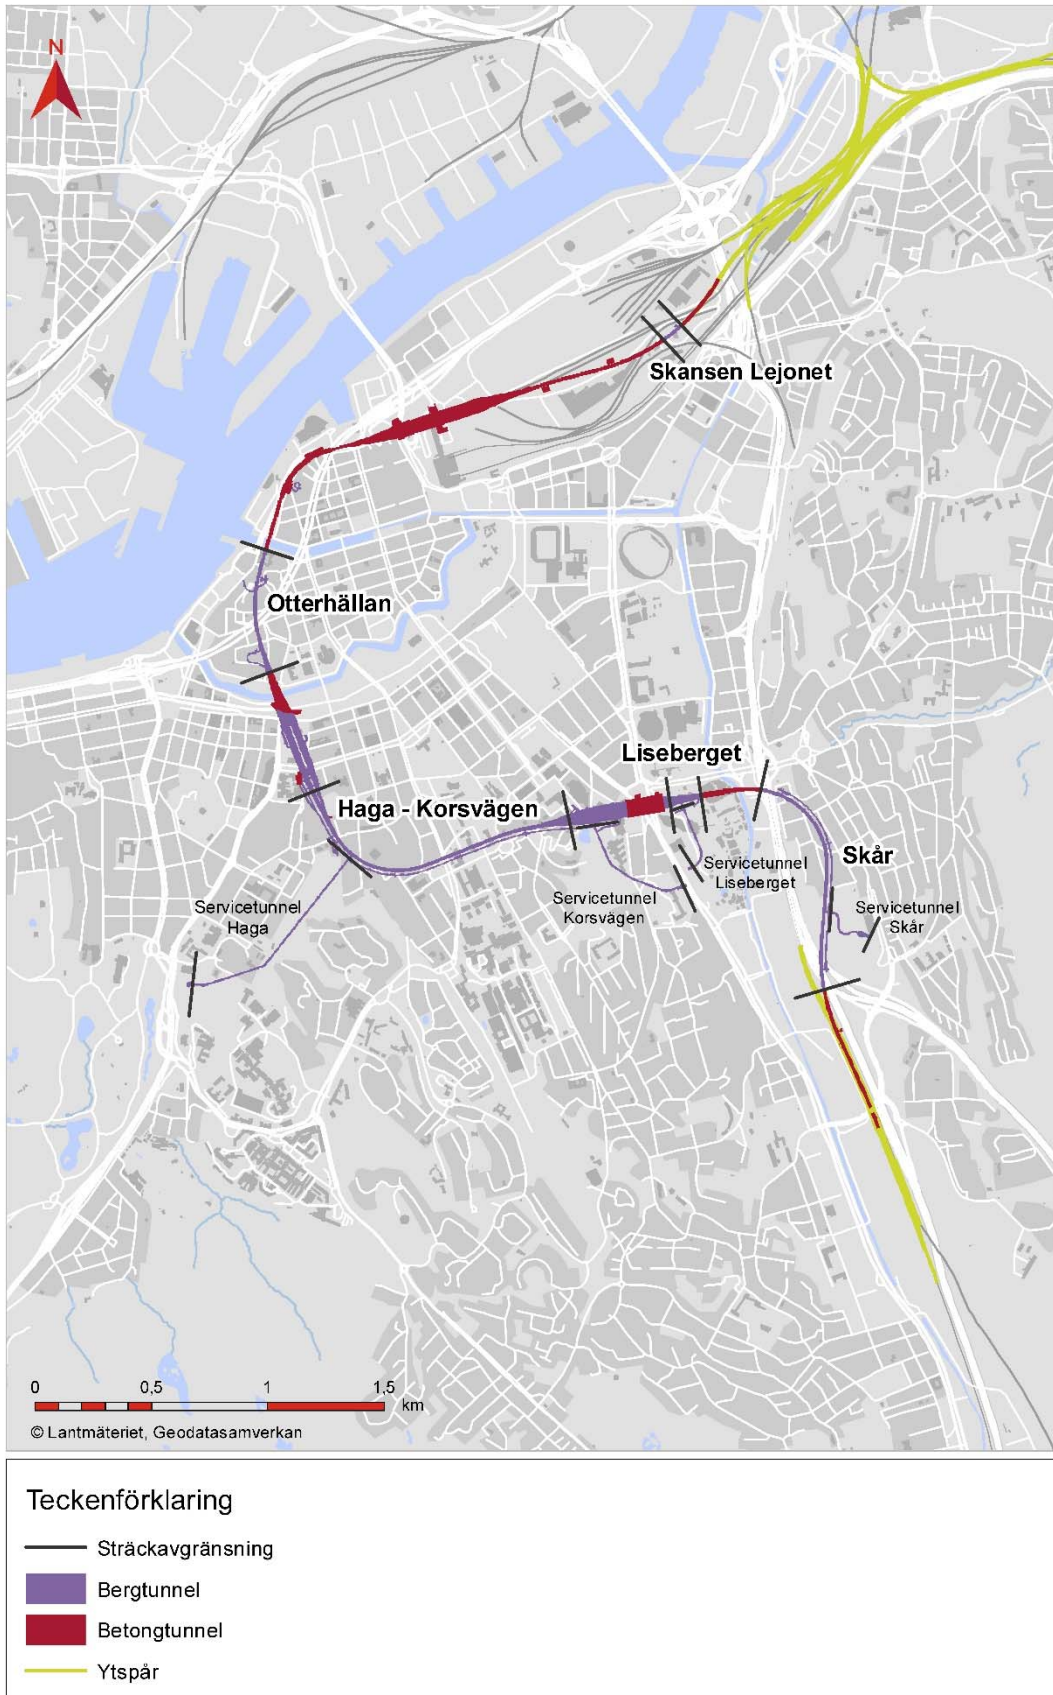 N
Skansen Lejonet
Otterhällan
Liseberget
Haga - Korsvägen
Skår
Servicetunnel
Liseberget
Servicetunnel
Korsvägen
Servicetunnel
Haga
Servicetunnel
Skår
0 0,5 1 1,5
km
© Lantmäteriet, Geodatasamverkan
Teckenförklaring
Sträckavgränsning
Bergtunnel
Betongtunnel
Ytspår